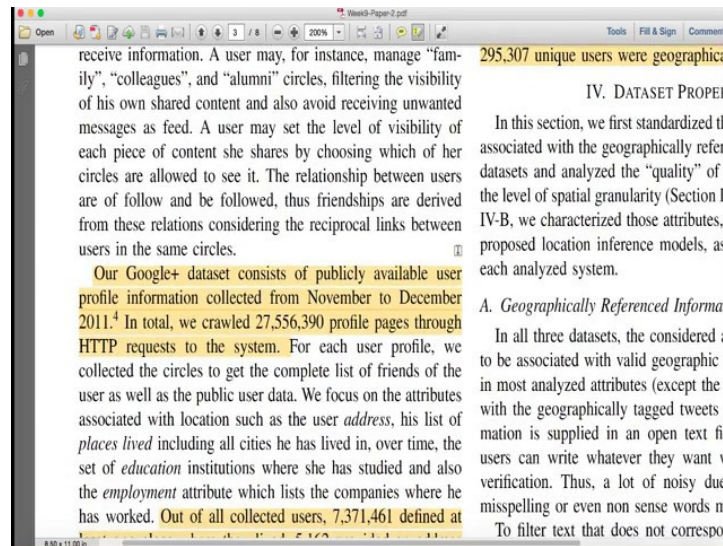 Week9-Paper-2.pdf
Open
3 / 8
200%
Tools
Fill & Sign
Comment
receive information. A user may, for instance, manage “fam-
ily”, “colleagues”, and “alumni” circles, filtering the visibility
of his own shared content and also avoid receiving unwanted
messages as feed. A user may set the level of visibility of
each piece of content she shares by choosing which of her
circles are allowed to see it. The relationship between users
are of follow and be followed, thus friendships are derived
from these relations considering the reciprocal links between
users in the same circles.
Our Google+ dataset consists of publicly available user
profile information collected from November to December
2011.4 In total, we crawled 27,556,390 profile pages through
HTTP requests to the system. For each user profile, we
collected the circles to get the complete list of friends of the
user as well as the public user data. We focus on the attributes
associated with location such as the user address, his list of
places lived including all cities he has lived in, over time, the
set of education institutions where she has studied and also
the employment attribute which lists the companies where he
has worked. Out of all collected users, 7,371,461 defined at
295,307 unique users were geographica
IV. DATASET PROPE
In this section, we first standardized th
associated with the geographically refer
datasets and analyzed the “quality” of
the level of spatial granularity (Section I
IV-B, we characterized those attributes,
proposed location inference models, as
each analyzed system.
A. Geographically Referenced Informa
In all three datasets, the considered a
to be associated with valid geographic
in most analyzed attributes (except the
with the geographically tagged tweets
mation is supplied in an open text fi
users can write whatever they want w
verification. Thus, a lot of noisy due
misspelling or even non sense words m
To filter text that does not correspo
8.50 x 11.00 in